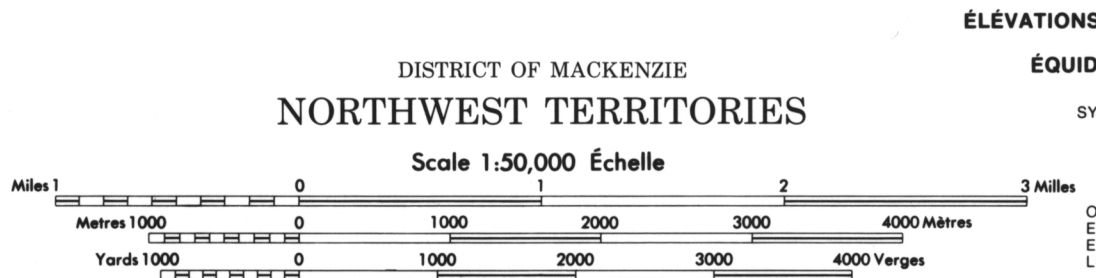 ÉLÉVATIONS
ÉQUID
DISTRICT OF MACKENZIE
NORTHWEST TERRITORIES
SY
Scale 1:50,000 Échelle
Miles 1 0 1 2 3 Milles
Metres 1000 0 1000 2000 3000 4000 Mètres
Yards 1000 0 1000 2000 3000 4000 Verges
O
E
E
L